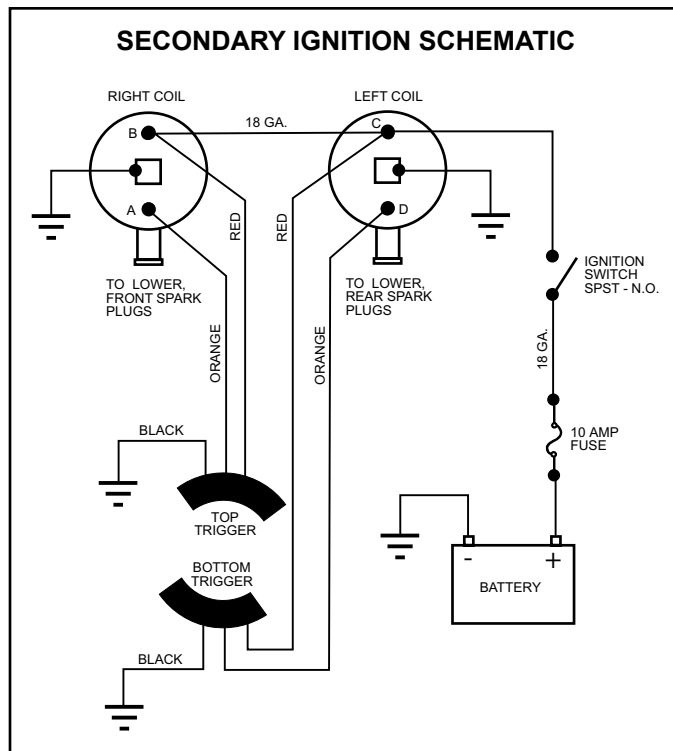 SECONDARY IGNITION SCHEMATIC
RIGHT COIL
LEFT COIL
B
18 GA.
C
A
D
RED
RED
TO LOWER,
FRONT SPARK
PLUGS
TO LOWER,
REAR SPARK
PLUGS
IGNITION
SWITCH
SPST - N.O.
18 GA.
ORANGE
ORANGE
BLACK
10 AMP
FUSE
TOP
TRIGGER
BOTTOM
TRIGGER
- +
BATTERY
BLACK